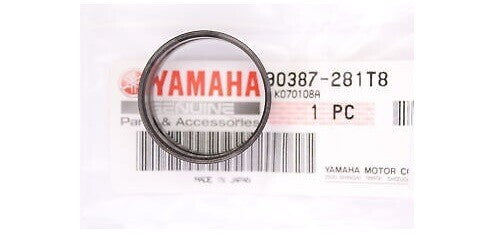 YAMAHA
90387-281T8
K070108A
GENUINE
Parts & Accessories
1 PC
YAMAHA MOTOR CO
MADE IN JAPAN